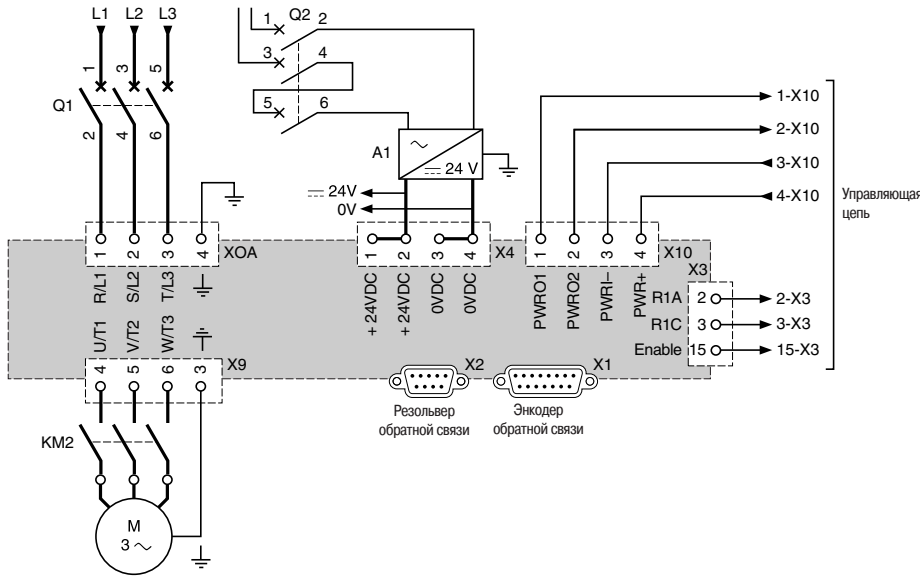 L1 L2 L3
Q2
1 2
3 4
5 6
1 3 5
Q1
2 4 6
A1
24 V
24V
0V
1-X10
2-X10
3-X10
4-X10
Управляющая
цепь
1 2 3 4 XOA
R/L1 S/L2 T/L3
1 2 3 4 X4
+ 24VDC + 24VDC 0VDC 0VDC
1 2 3 4 X10
PWRO1 PWRO2 PWRI– PWR+
X3
R1A 2 2-X3
R1C 3 3-X3
Enable 15 15-X3
U/T1 V/T2 W/T3
4 5 6 3 X9
X2
X1
Резольвер
обратной связи
Энкодер
обратной связи
KM2
M
3